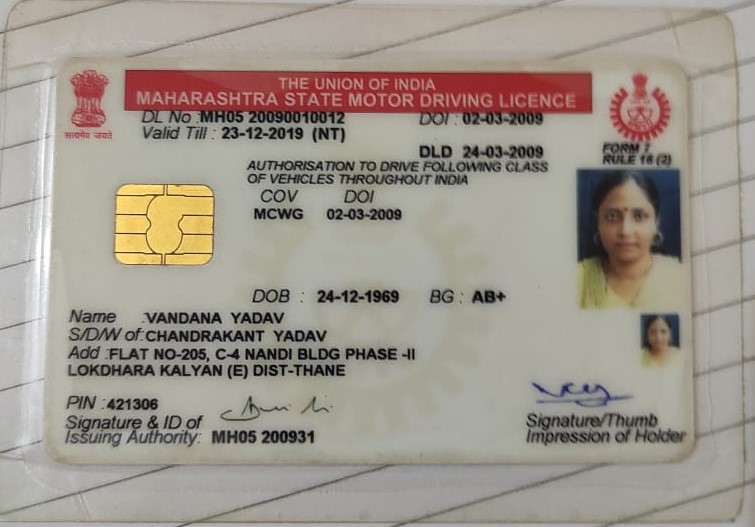 THE UNION OF INDIA
MAHARASHTRA STATE MOTOR DRIVING LICENCE
DL No :MH05 20090010012 DOI : 02-03-2009
Valid Till : 23-12-2019 (NT)
DLD 24-03-2009
FORM 7
RULE 16 (2)
AUTHORISATION TO DRIVE FOLLOWING CLASS
OF VEHICLES THROUGHOUT INDIA
COV DOI
MCWG 02-03-2009
सत्यमेव जयते
DOB : 24-12-1969 BG : AB+
Name :VANDANA YADAV
S/D/W of:CHANDRAKANT YADAV
Add :FLAT NO-205, C-4 NANDI BLDG PHASE -II
LOKDHARA KALYAN (E) DIST-THANE
PIN :421306
Signature & ID of
Issuing Authority: MH05 200931
Signature/Thumb
Impression of Holder